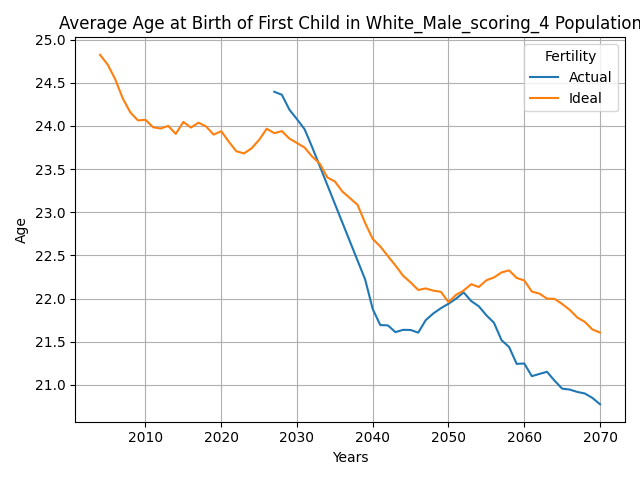 Average Age at Birth of First Child in White_Male_scoring_4 Population
25.0
24.5
24.0
23.5
23.0
22.5
22.0
21.5
21.0
Age
Fertility
Actual
Ideal
2010 2020 2030 2040 2050 2060 2070
Years